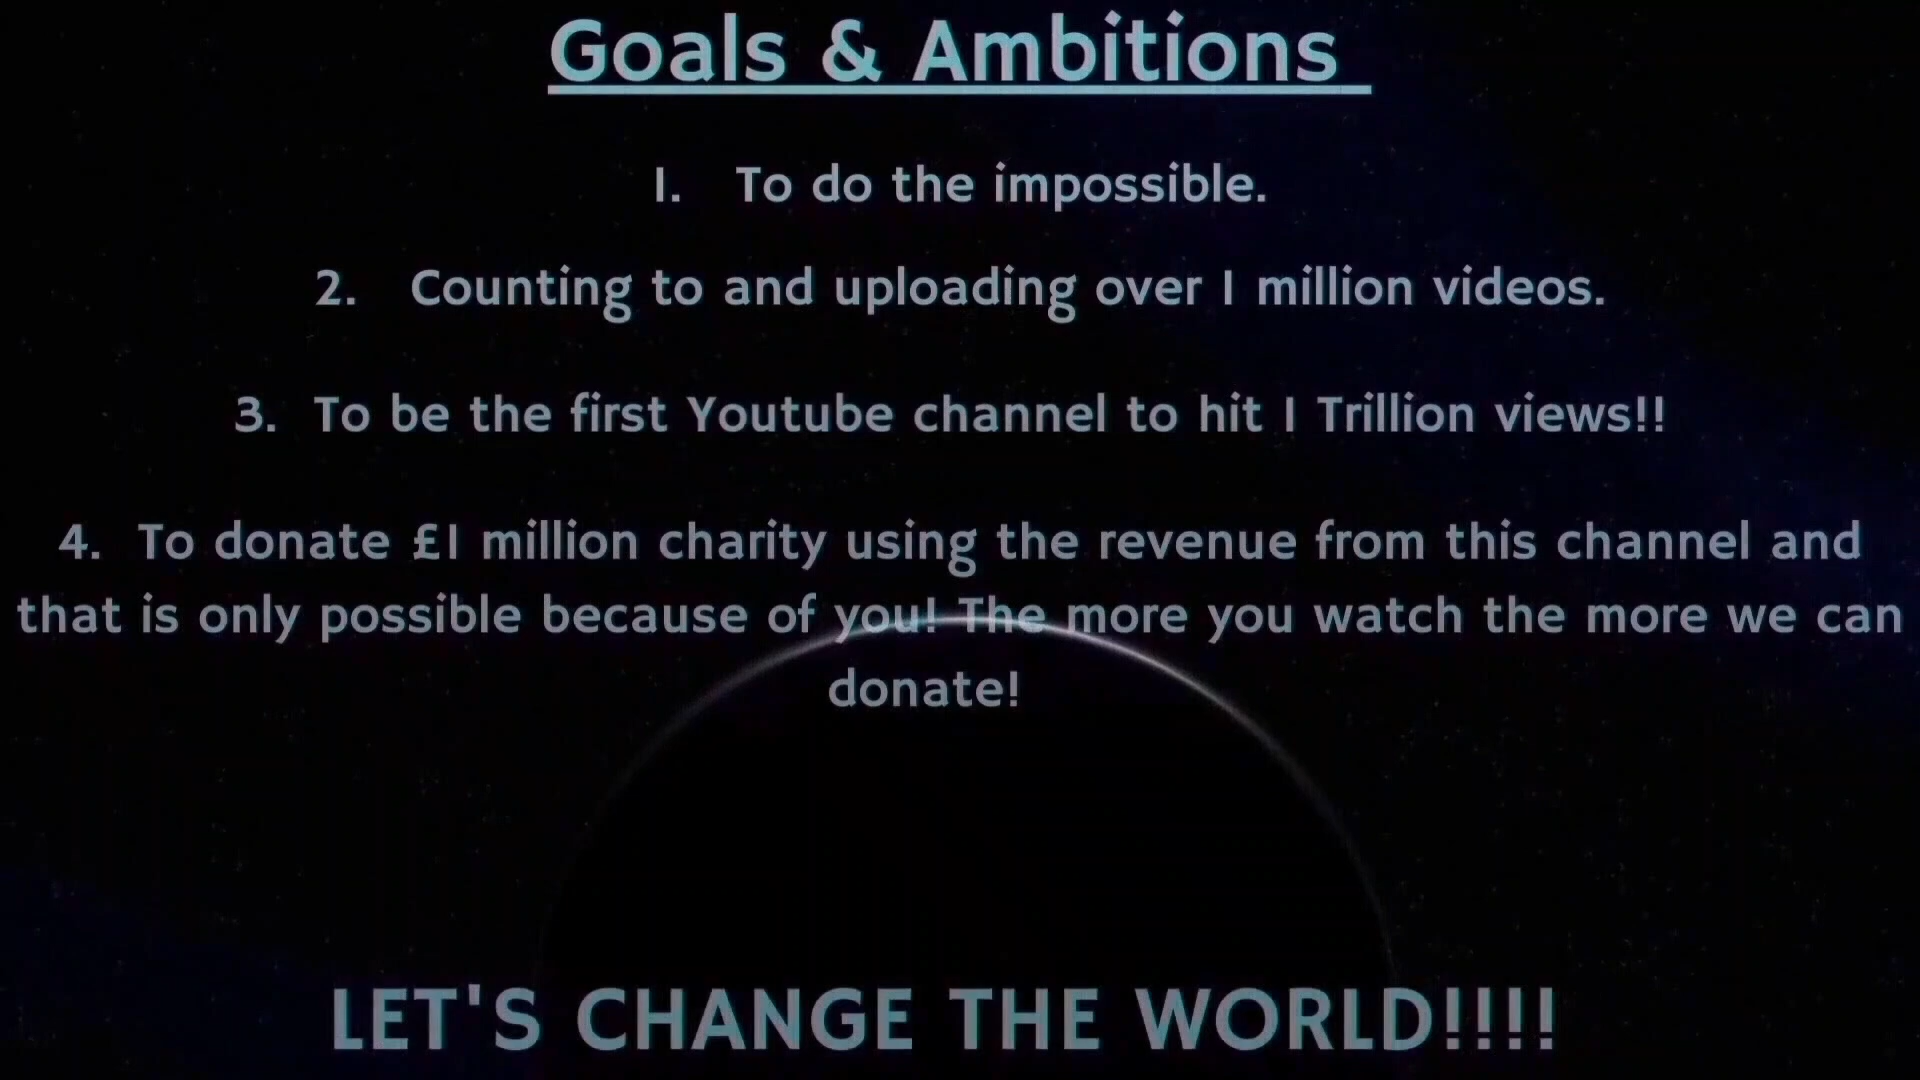 Goals & Ambitions
1. To do the impossible.
2. Counting to and uploading over 1 million videos.
3. To be the first Youtube channel to hit 1 Trillion views!!
4. To donate £1 million charity using the revenue from this channel and
that is only possible because of you! The more you watch the more we can
donate!
LET'S CHANGE THE WORLD!!!!